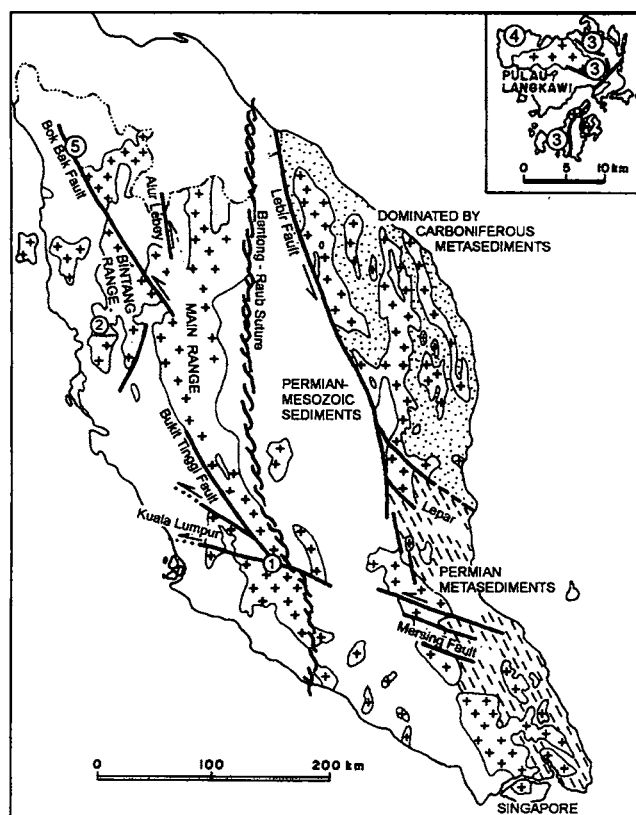 4
3
3
PULAU
LANGKAWI
3
0 5 10 km
5
Bok Bak Fault
Alur Lebey
Bentong - Raub Suture
Lebir Fault
DOMINATED BY
CARBONIFEROUS
METASEDIMENTS
BINTANG
RANGE
2
MAIN RANGE
PERMIAN-
MESOZOIC
SEDIMENTS
Bukit Tinggi Fault
Lepar
Kuala Lumpur
1
PERMIAN
METASEDIMENTS
Mersing Fault
0 100 200 km
SINGAPORE